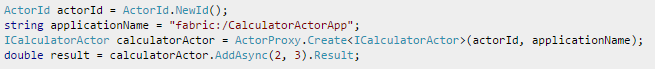 ActorId actorId = ActorId.NewId();
string applicationName = "fabric:/CalculatorActorApp";
ICalculatorActor calculatorActor = ActorProxy.Create<ICalculatorActor>(actorId, applicationName);
double result = calculatorActor.AddAsync(2, 3).Result;